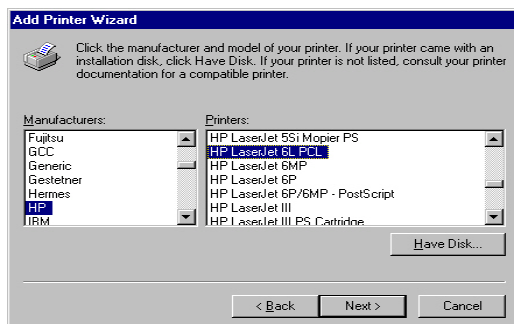 Add Printer Wizard
Click the manufacturer and model of your printer. If your printer came with an
installation disk, click Have Disk. If your printer is not listed, consult your printer
documentation for a compatible printer.
Manufacturers:
Fujitsu
GCC
Generic
Gestetner
Hermes
HP
IBM
Printers:
HP LaserJet 5Si Mopier PS
HP LaserJet 6L PCL
HP LaserJet 6MP
HP LaserJet 6P
HP LaserJet 6P/6MP - PostScript
HP LaserJet III
HP LaserJet III PS Cartridge
Have Disk...
< Back
Next >
Cancel